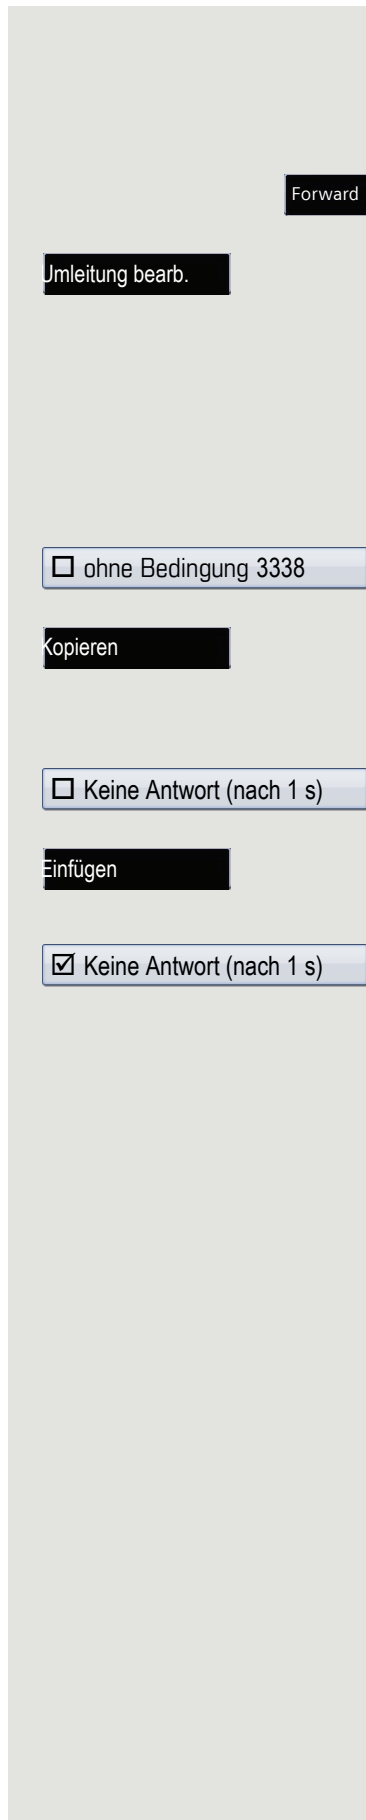 Forward
Umleitung bearb.
☐ ohne Bedingung 3338
Kopieren
☐ Keine Antwort (nach 1 s)
Einfügen
☑ Keine Antwort (nach 1 s)